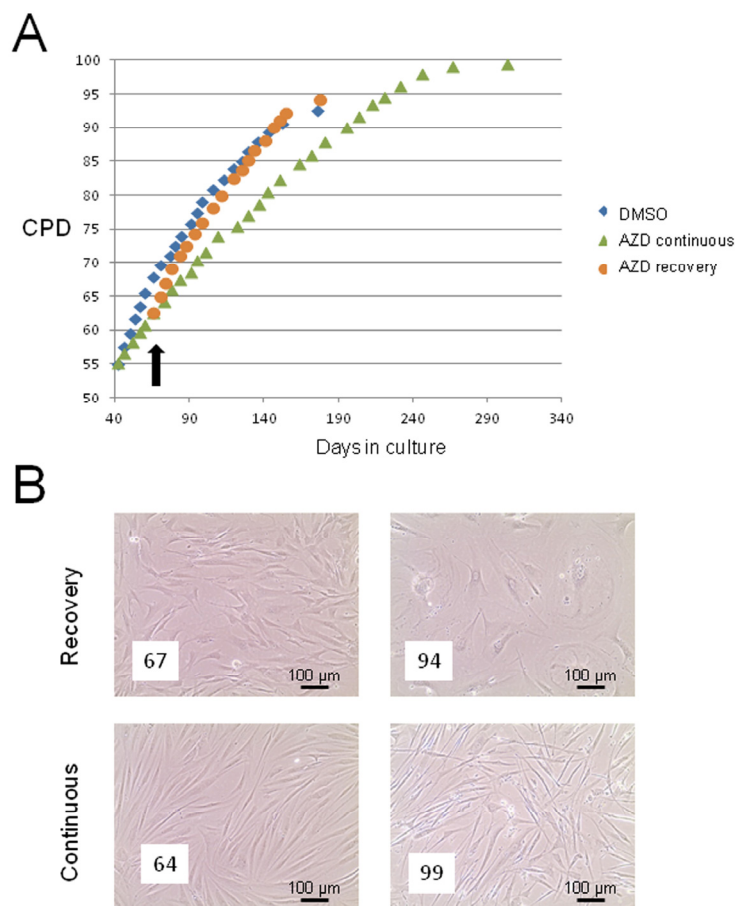 A
100
95
90
85
80
75
70
65
60
55
50
CPD
40
90
140
190
240
290
340
Days in culture
DMSO
AZD continuous
AZD recovery
B
Recovery
67
100 µm
94
100 µm
Continuous
64
100 µm
99
100 µm